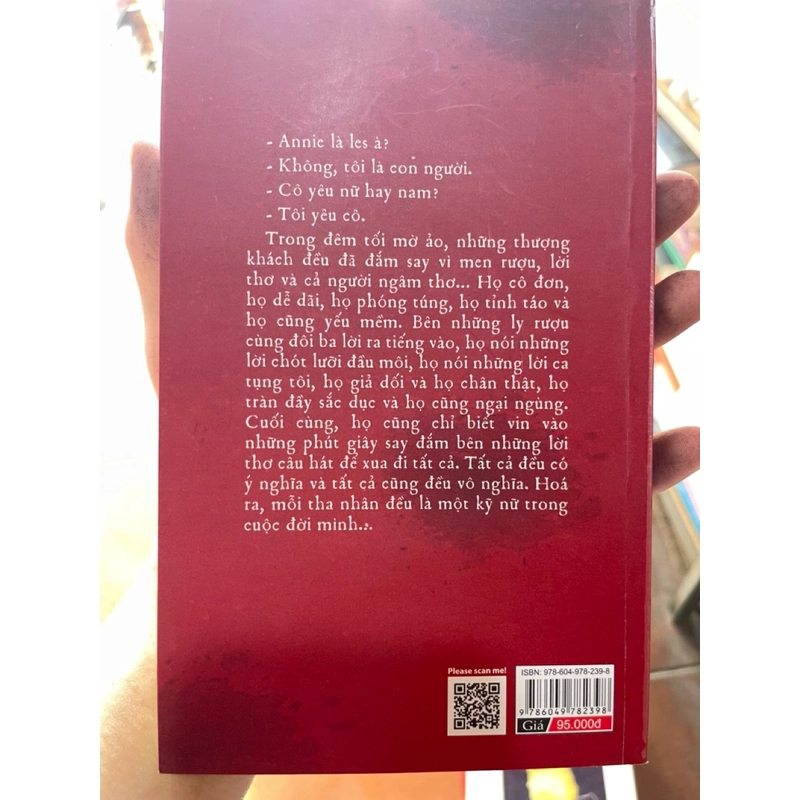 - Annie là les à?
- Không, tôi là con người.
- Cô yêu nữ hay nam?
- Tôi yêu cô.
Trong đêm tối mờ ảo, những thượng
khách đều đã đắm say vì men rượu, lời
thơ và cả người ngâm thơ... Họ cô đơn,
họ dễ dãi, họ phóng túng, họ tỉnh táo và
họ cũng yếu mềm. Bên những ly rượu
cùng đôi ba lời ra tiếng vào, họ nói những
lời chót lưỡi đầu môi, họ nói những lời ca
tụng tôi, họ giả dối và họ chân thật, họ
tràn đầy sắc dục và họ cũng ngại ngùng.
Cuối cùng, họ cũng chỉ biết vin vào
những phút giây say đắm bên những lời
thơ câu hát để xua đi tất cả. Tất cả đều có
ý nghĩa và tất cả cũng đều vô nghĩa. Hoá
ra, mỗi tha nhân đều là một kỹ nữ trong
cuộc đời mình...
Please scan me!
ISBN: 978-604-978-239-8
9 786049 782398
Giá 95.000đ